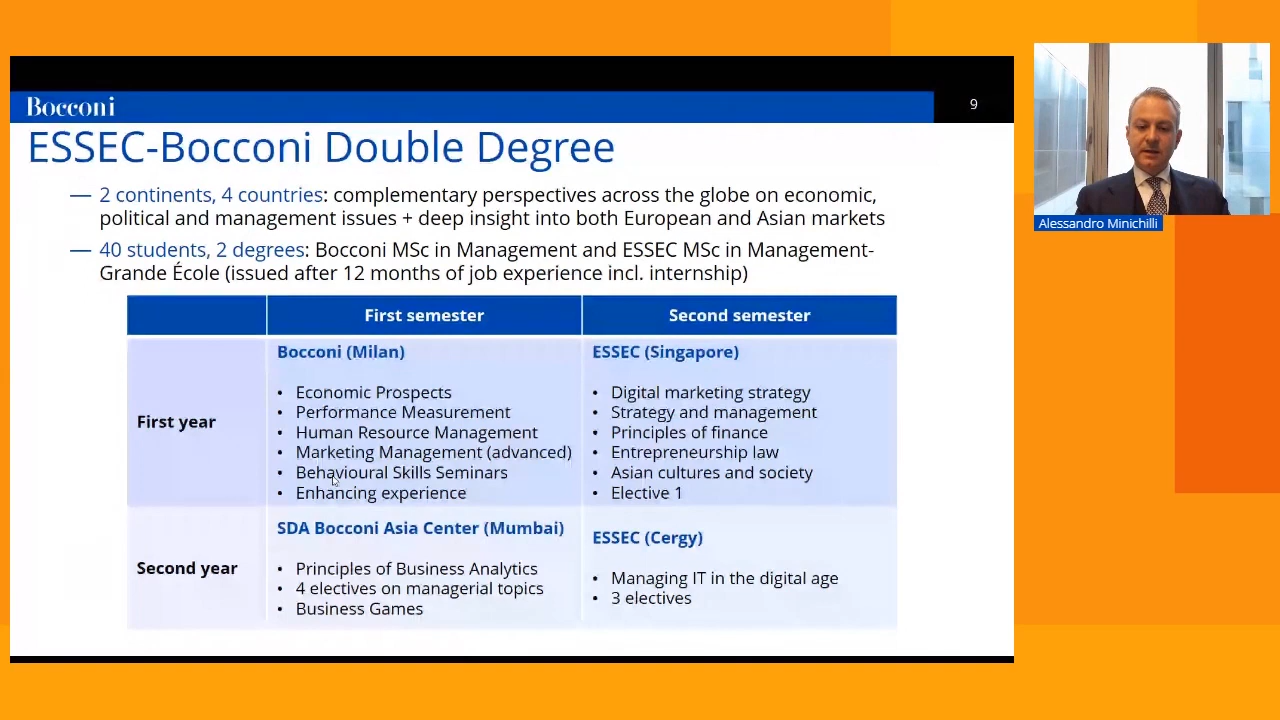 Bocconi
9
ESSEC-Bocconi Double Degree
— 2 continents, 4 countries: complementary perspectives across the globe on economic,
political and management issues + deep insight into both European and Asian markets
— 40 students, 2 degrees: Bocconi MSc in Management and ESSEC MSc in Management-
Grande École (issued after 12 months of job experience incl. internship)
First semester
Second semester
First year
Bocconi (Milan)
• Economic Prospects
• Performance Measurement
• Human Resource Management
• Marketing Management (advanced)
• Behavioural Skills Seminars
• Enhancing experience
ESSEC (Singapore)
• Digital marketing strategy
• Strategy and management
• Principles of finance
• Entrepreneurship law
• Asian cultures and society
• Elective 1
Second year
SDA Bocconi Asia Center (Mumbai)
• Principles of Business Analytics
• 4 electives on managerial topics
• Business Games
ESSEC (Cergy)
• Managing IT in the digital age
• 3 electives
Alessandro Minichilli